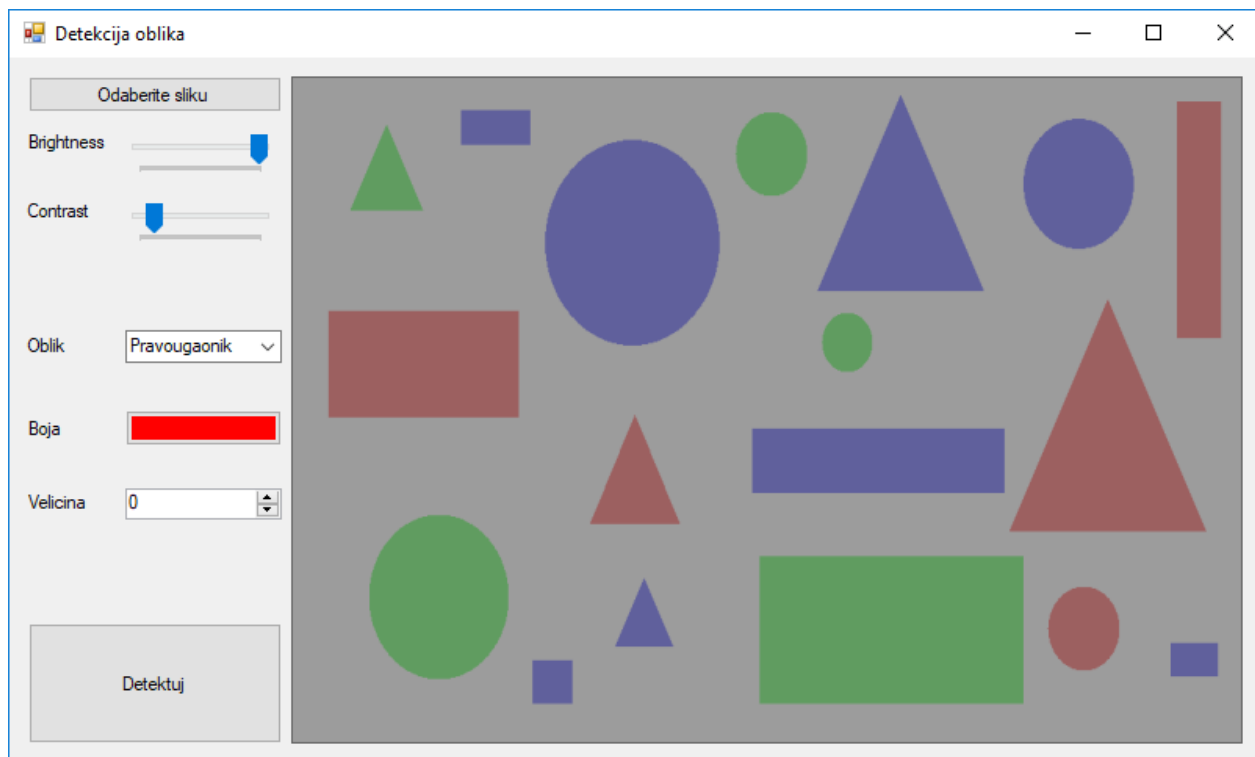 Detekcija oblika
Odaberite sliku
Brightness
Contrast
Oblik
Pravougaonik
Boja
Velicina
0
Detektuj